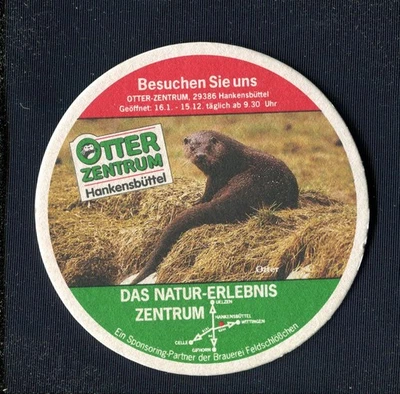 Besuchen Sie uns
OTTER-ZENTRUM, 29386 Hankensbüttel
Geöffnet: 16.1. - 15.12. täglich ab 9.30 Uhr
OTTER
ZENTRUM
Hankensbüttel
Otter
DAS NATUR-ERLEBNIS
ZENTRUM
UELZEN
HANKENSBÜTTEL
WITTINGEN
CELLE
GIFHORN
Ein Sponsoring-Partner der Brauerei Feldschlößchen